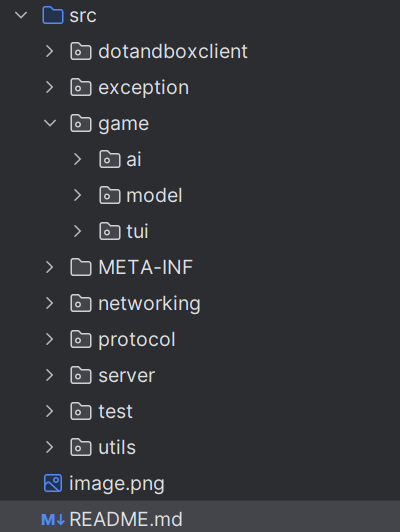 src
dotandboxclient
exception
game
ai
model
tui
META-INF
networking
protocol
server
test
utils
image.png
M↓ README.md